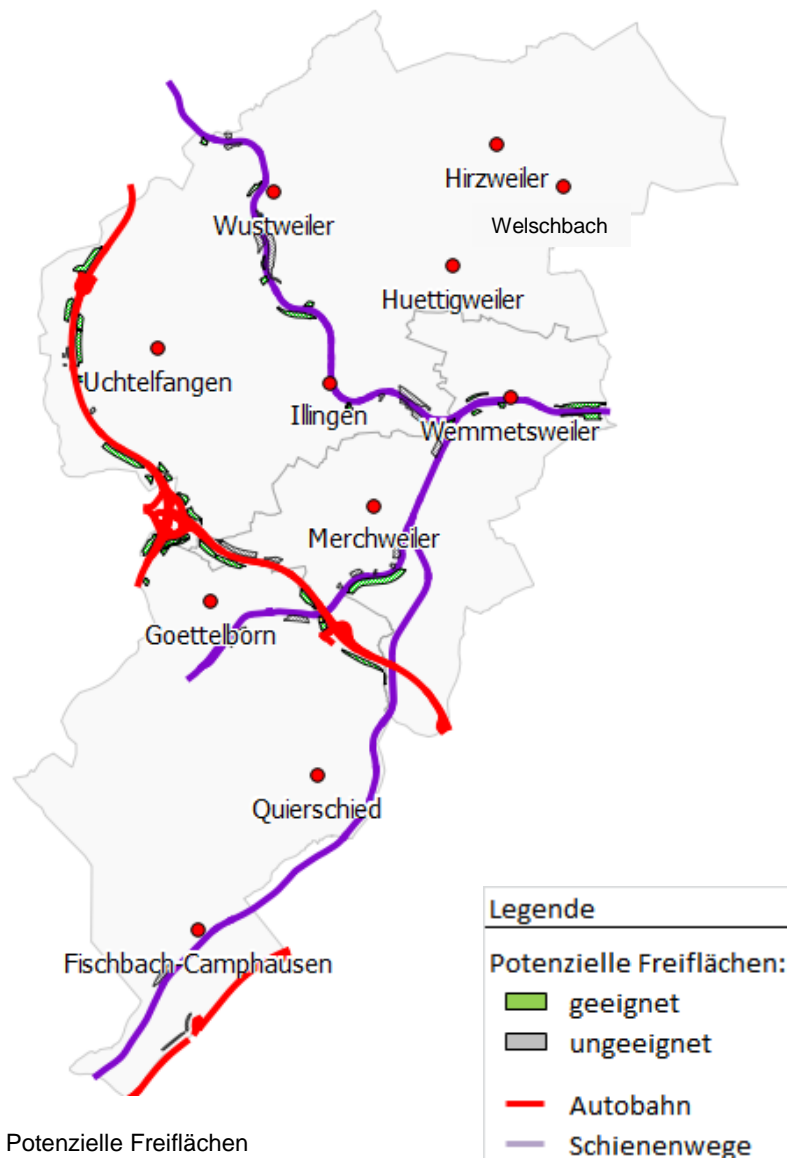 Hirzweiler
Wustweiler
Welschbach
Huettigweiler
Uchtelfangen
Illingen
Wemmetsweiler
Merchweiler
Goettelborn
Quierschied
Fischbach-Camphausen
Legende
Potenzielle Freiflächen:
geeignet
ungeeignet
Autobahn
Schienenwege
Potenzielle Freiflächen